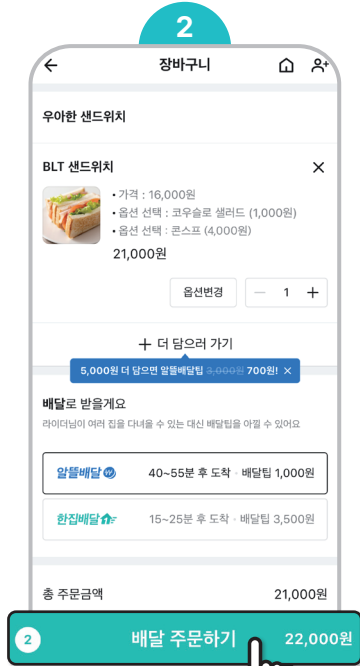 2
장바구니
우아한 샌드위치
BLT 샌드위치
• 가격 : 16,000원
• 옵션 선택 : 코우슬로 샐러드 (1,000원)
• 옵션 선택 : 콘스프 (4,000원)
21,000원
옵션변경 — 1 +
+ 더 담으러 가기
5,000원 더 담으면 알뜰배달팁 3,000원 700원! ×
배달로 받을게요
라이더님이 여러 집을 다녀올 수 있는 대신 배달팁을 아낄 수 있어요
알뜰배달 40~55분 후 도착 · 배달팁 1,000원
한집배달 15~25분 후 도착 · 배달팁 3,500원
총 주문금액 21,000원
2 배달 주문하기 22,000원